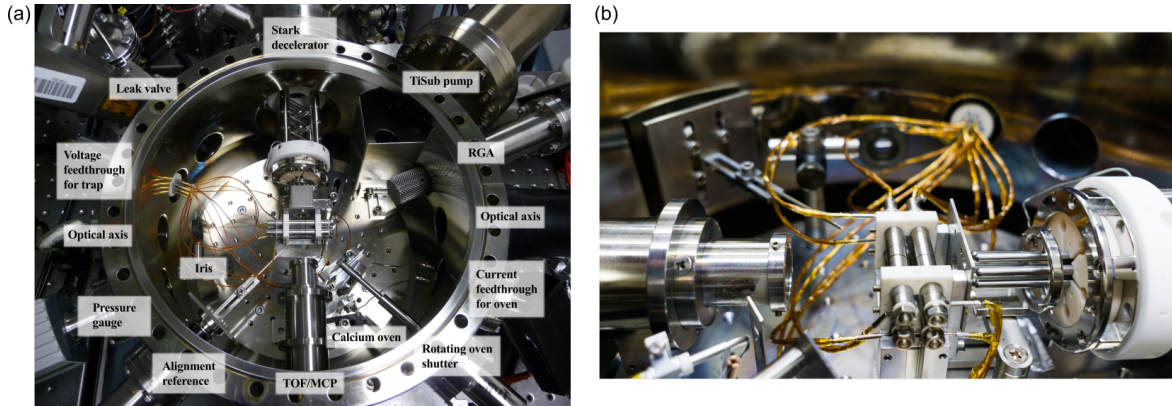 (a)
Stark
decelerator
Leak valve
TiSub pump
Voltage
feedthrough
for trap
RGA
Optical axis
Optical axis
Iris
Current
feedthrough
for oven
Pressure
gauge
Calcium oven
Rotating oven
shutter
Alignment
reference
TOF/MCP
(b)